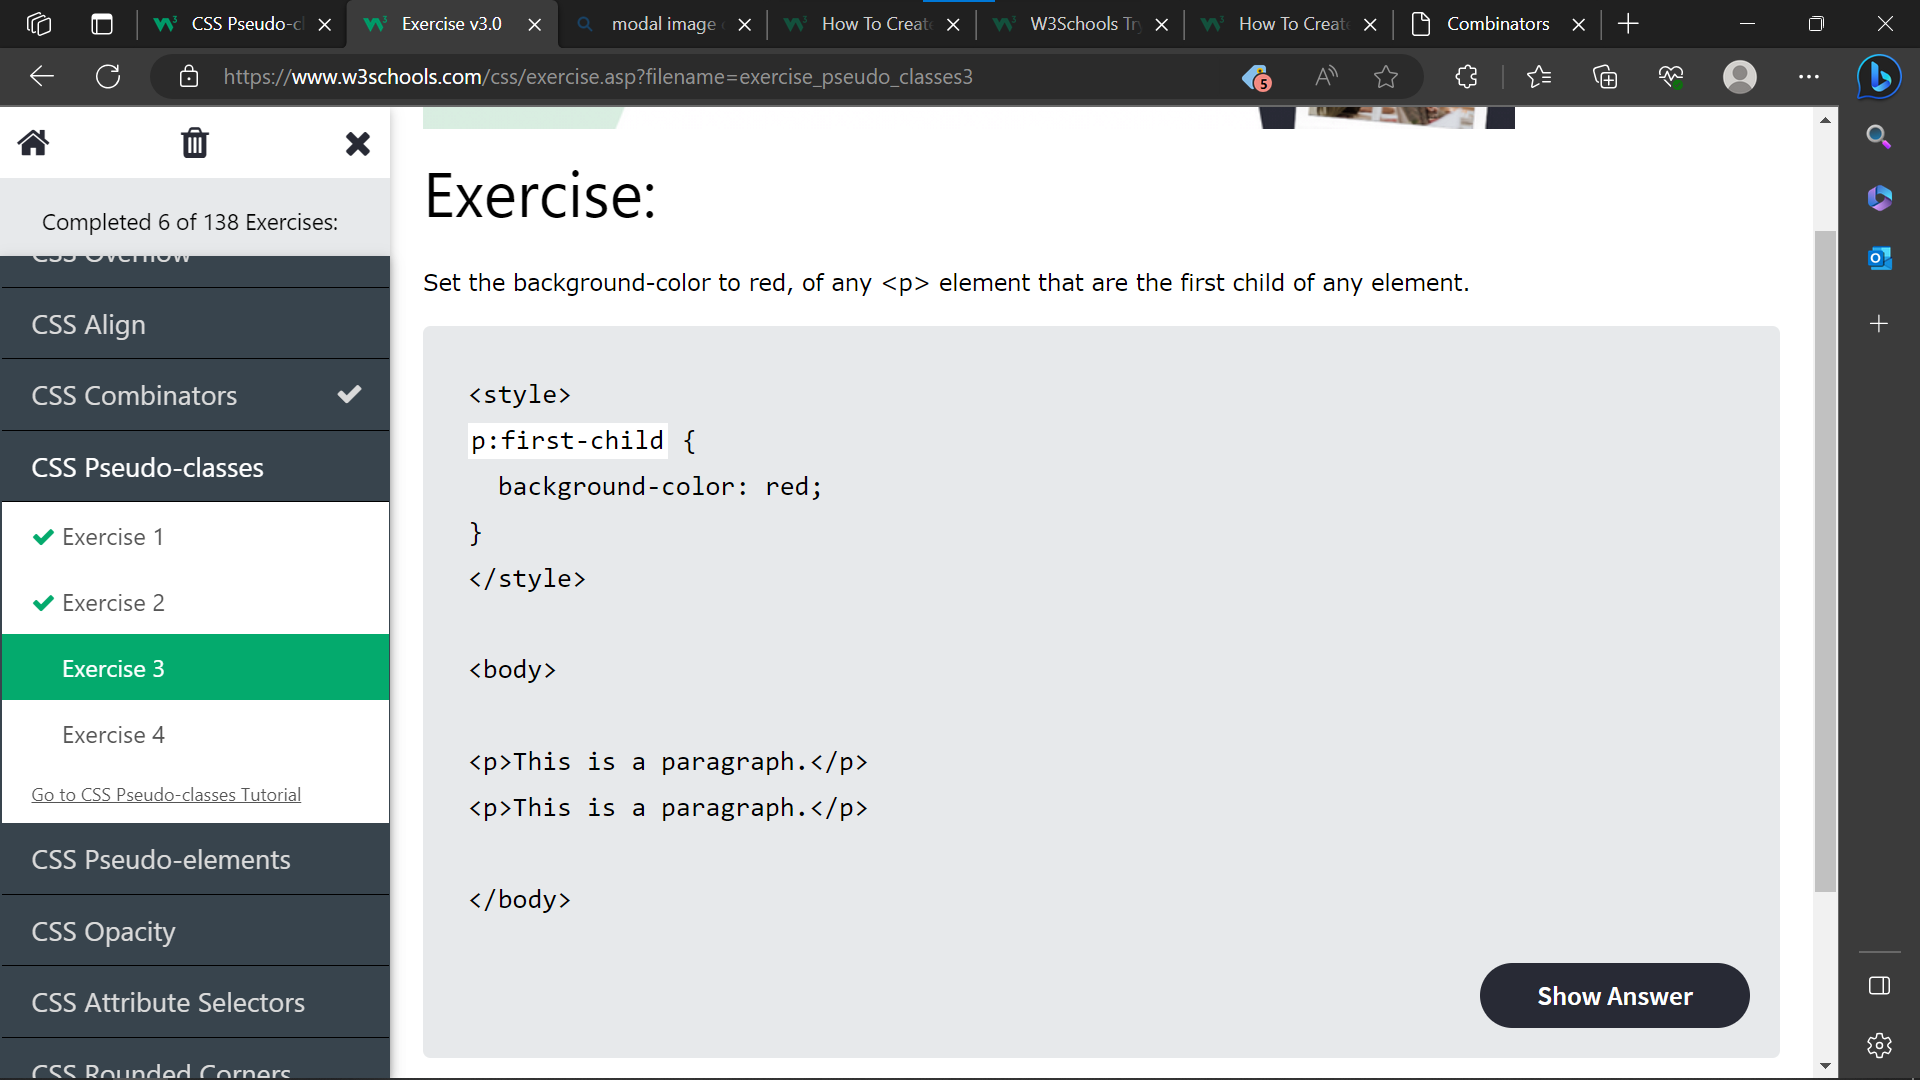 CSS Pseudo-cl
Exercise v3.0
modal image
How To Create
W3Schools Try
How To Create
Combinators
https://www.w3schools.com/css/exercise.asp?filename=exercise_pseudo_classes3
5
Completed 6 of 138 Exercises:
CSS Overflow
CSS Align
CSS Combinators
CSS Pseudo-classes
Exercise 1
Exercise 2
Exercise 3
Exercise 4
Go to CSS Pseudo-classes Tutorial
CSS Pseudo-elements
CSS Opacity
CSS Attribute Selectors
CSS Rounded Corners
Exercise:
Set the background-color to red, of any <p> element that are the first child of any element.
<style>
p:first-child {
  background-color: red;
}
</style>
<body>
<p>This is a paragraph.</p>
<p>This is a paragraph.</p>
</body>
Show Answer